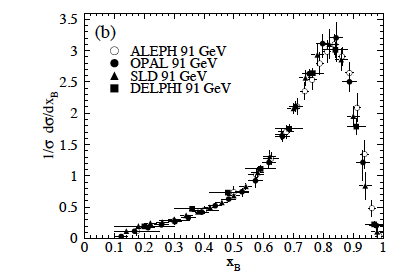 (b)
ALEPH 91 GeV
OPAL 91 GeV
SLD 91 GeV
DELPHI 91 GeV
1/σ dσ/dx_B
3.5
3
2.5
2
1.5
1
0.5
0
0 0.1 0.2 0.3 0.4 0.5 0.6 0.7 0.8 0.9 1
x_B